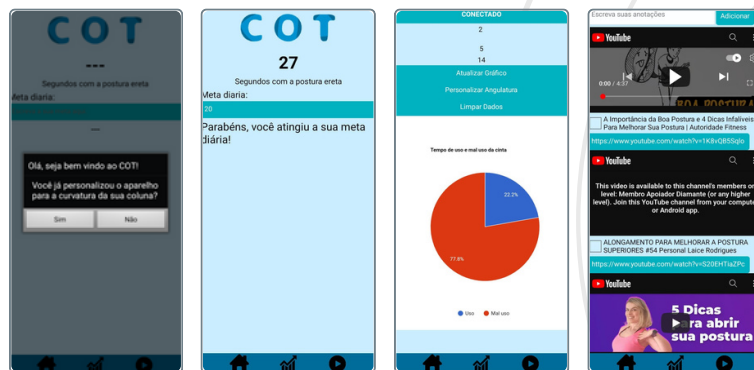 COT
---
Segundos com a postura ereta
Meta diaria:
---
Olá, seja bem vindo ao COT!
Você já personalizou o aparelho
para a curvatura da sua coluna?
Sim Não
COT
27
Segundos com a postura ereta
Meta diaria:
20
Parabéns, você atingiu a sua meta
diária!
CONECTADO
2
5
14
Atualizar Gráfico
Personalizar Angulatura
Limpar Dados
Tempo de uso e mal uso da cinta
22.2%
77.8%
Uso Mal uso
Escreva suas anotações Adicionar
YouTube
0:00 / 4:57
BOA POSTURA
A Importância da Boa Postura e 4 Dicas Infalíveis
Para Melhorar Sua Postura | Autoridade Fitness
https://www.youtube.com/watch?v=1K8vQB5Sqlo
YouTube
This video is available to this channel's members on
level: Membro Apoiador Diamante (or any higher
level). Join this YouTube channel from your compute
or Android app.
ALONGAMENTO PARA MELHORAR A POSTURA
SUPERIORES #54 Personal Laice Rodrigues
https://www.youtube.com/watch?v=S20EHTiaZPc
YouTube
5 Dicas
ra abrir
sua postura